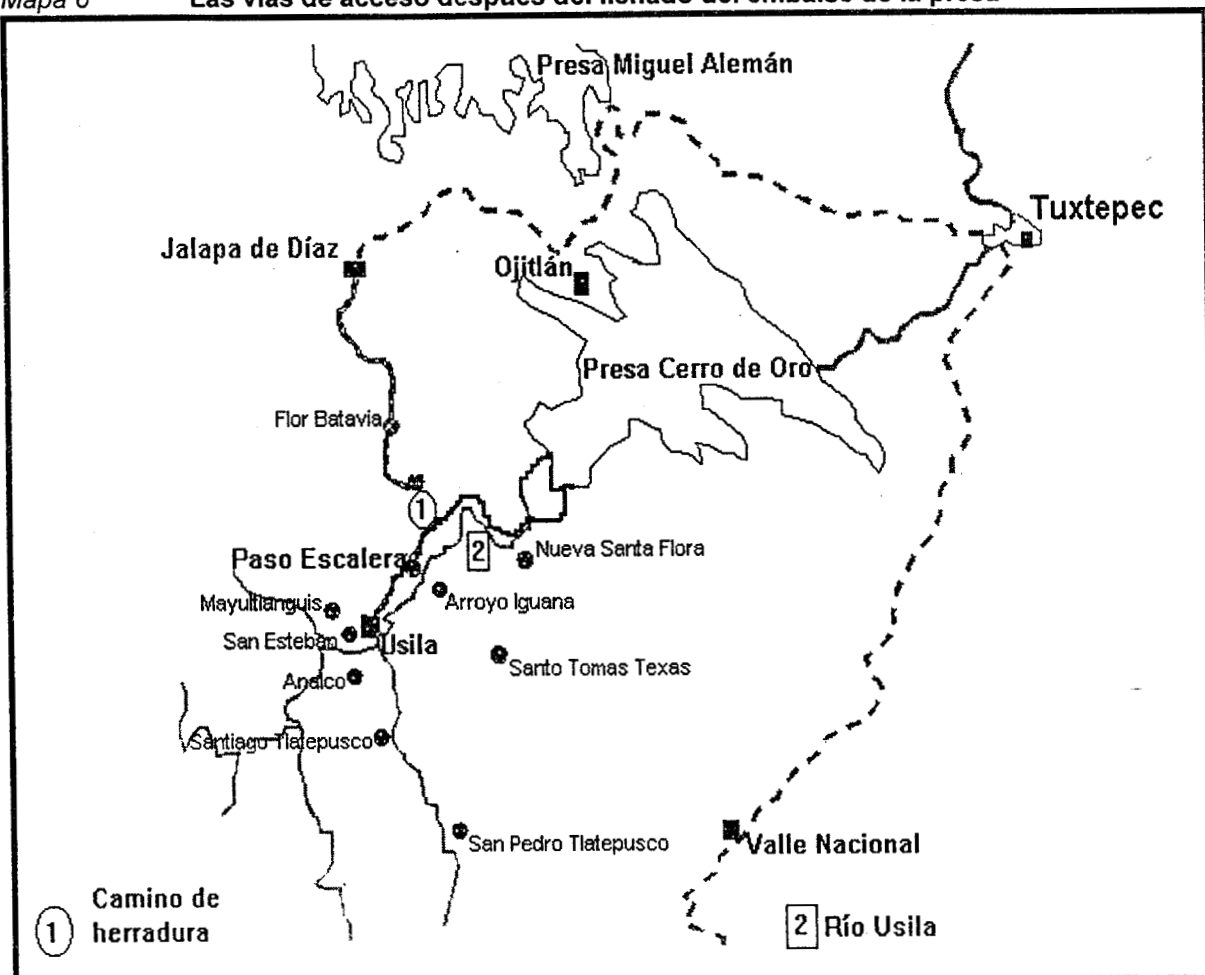 Mapa 6 Las vías de acceso después del llenado del embalse de la presa
Presa Miguel Alemán
Tuxtepec
Jalapa de Díaz
Ojitlán
Presa Cerro de Oro
Flor Batavia
1
2
Nueva Santa Flora
Paso Escalera
Arroyo Iguana
Mayultianguis
San Esteban
Usila
Santo Tomas Texas
Analco
Santiago Tlatepusco
San Pedro Tlatepusco
Valle Nacional
Camino de
1 herradura
2 Río Usila